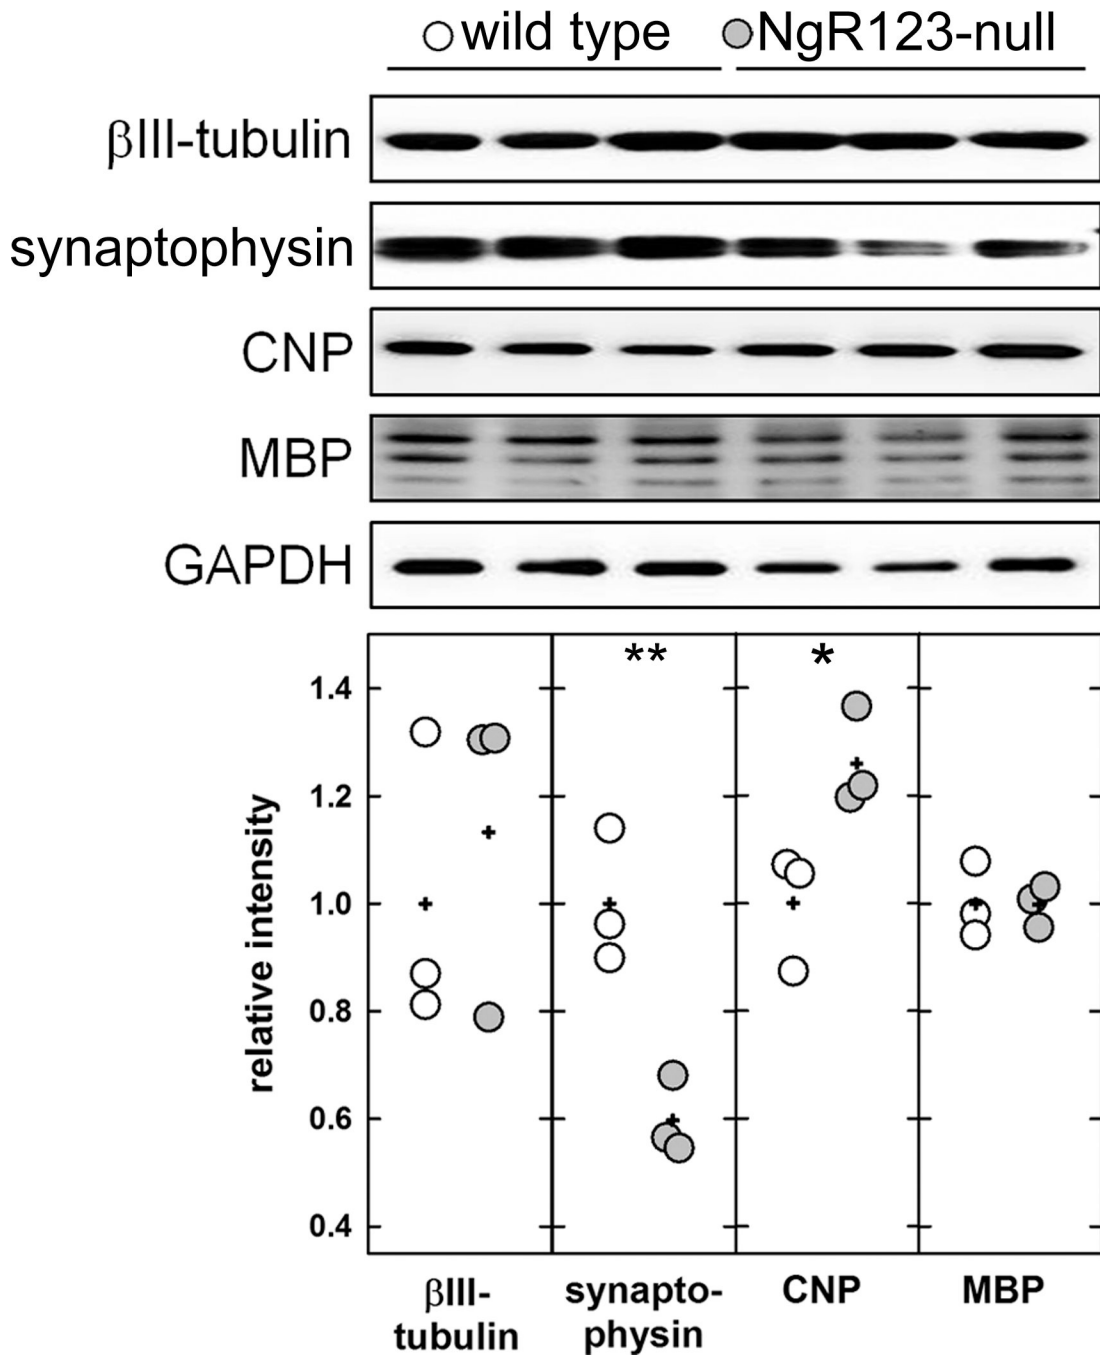 wild type NgR123-null
βIII-tubulin
synaptophysin
CNP
MBP
GAPDH
** *
1.4
1.2
1.0
0.8
0.6
0.4
relative intensity
βIII-
tubulin
synapto-
physin
CNP
MBP